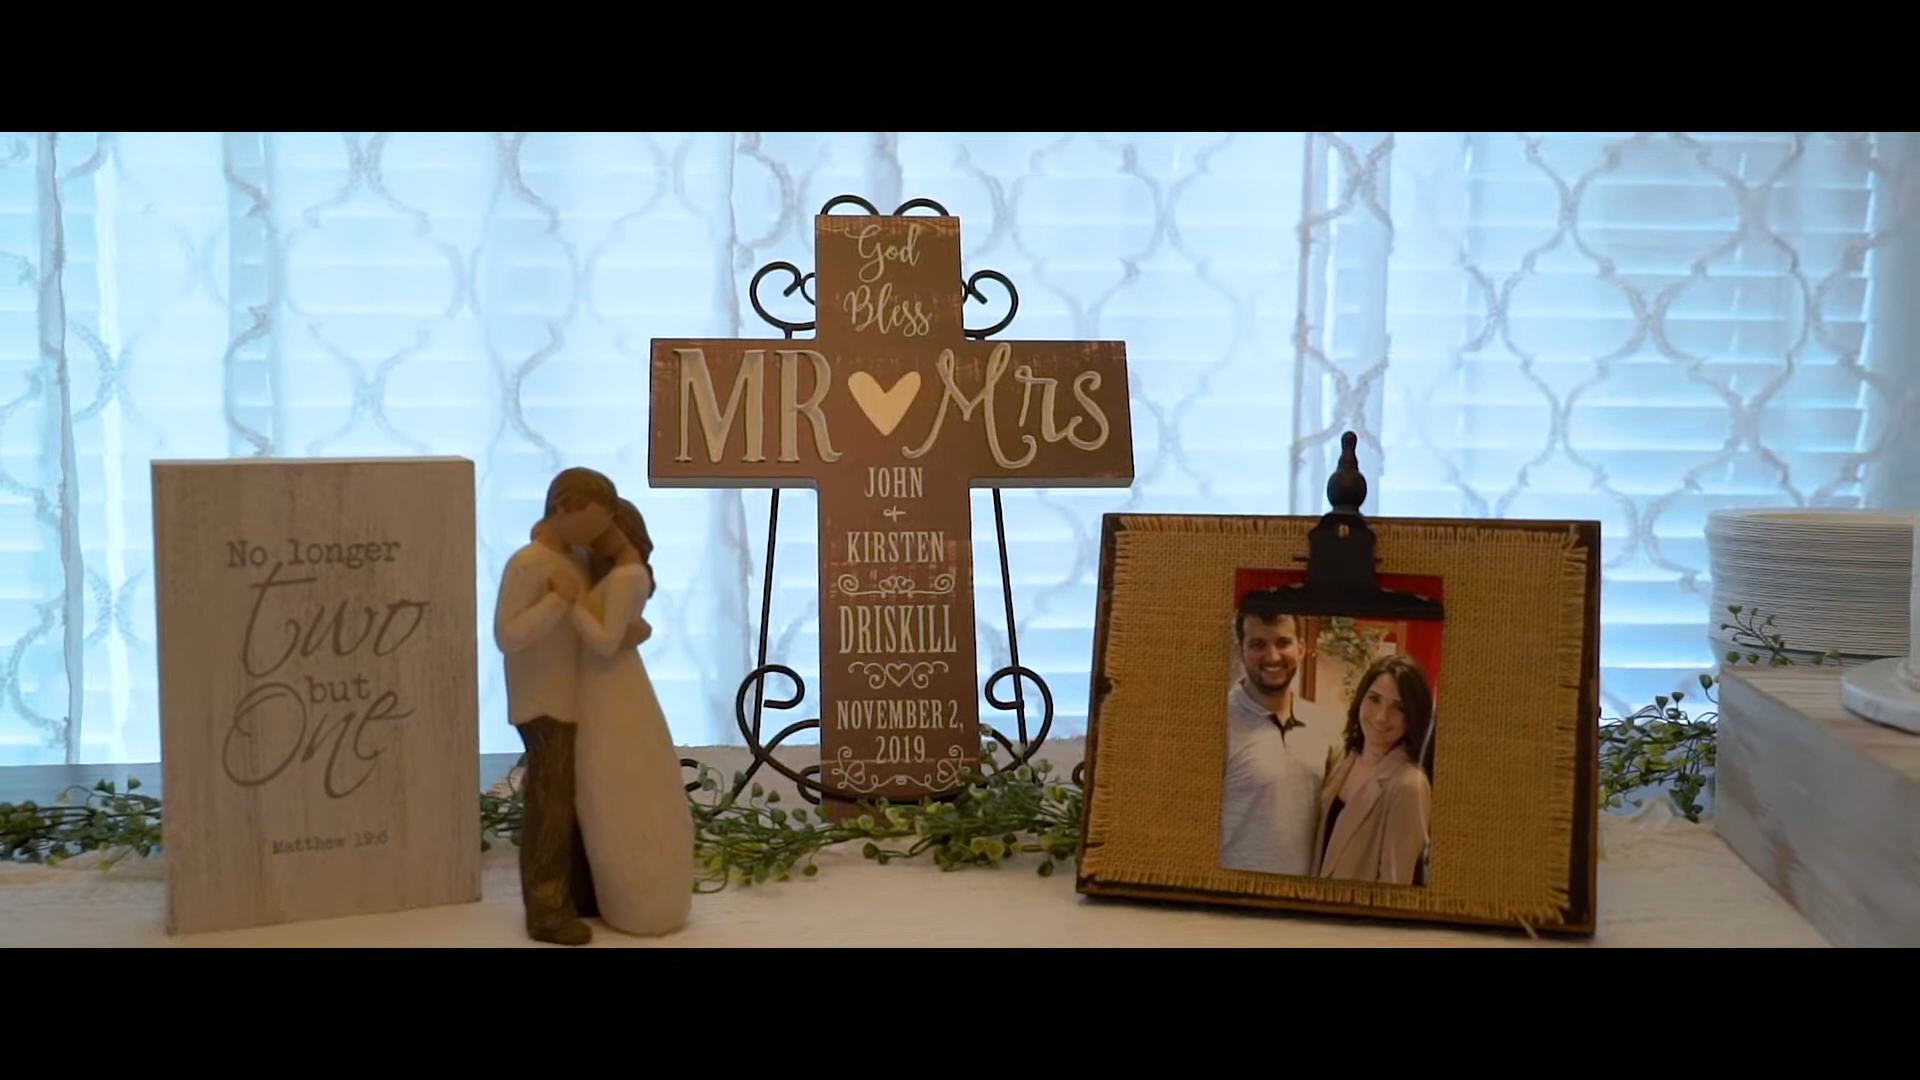 No longer
two
but
One
Matthew 19:6
God
Bless
MR Mrs
JOHN
+
KIRSTEN
DRISKILL
NOVEMBER 2,
2019